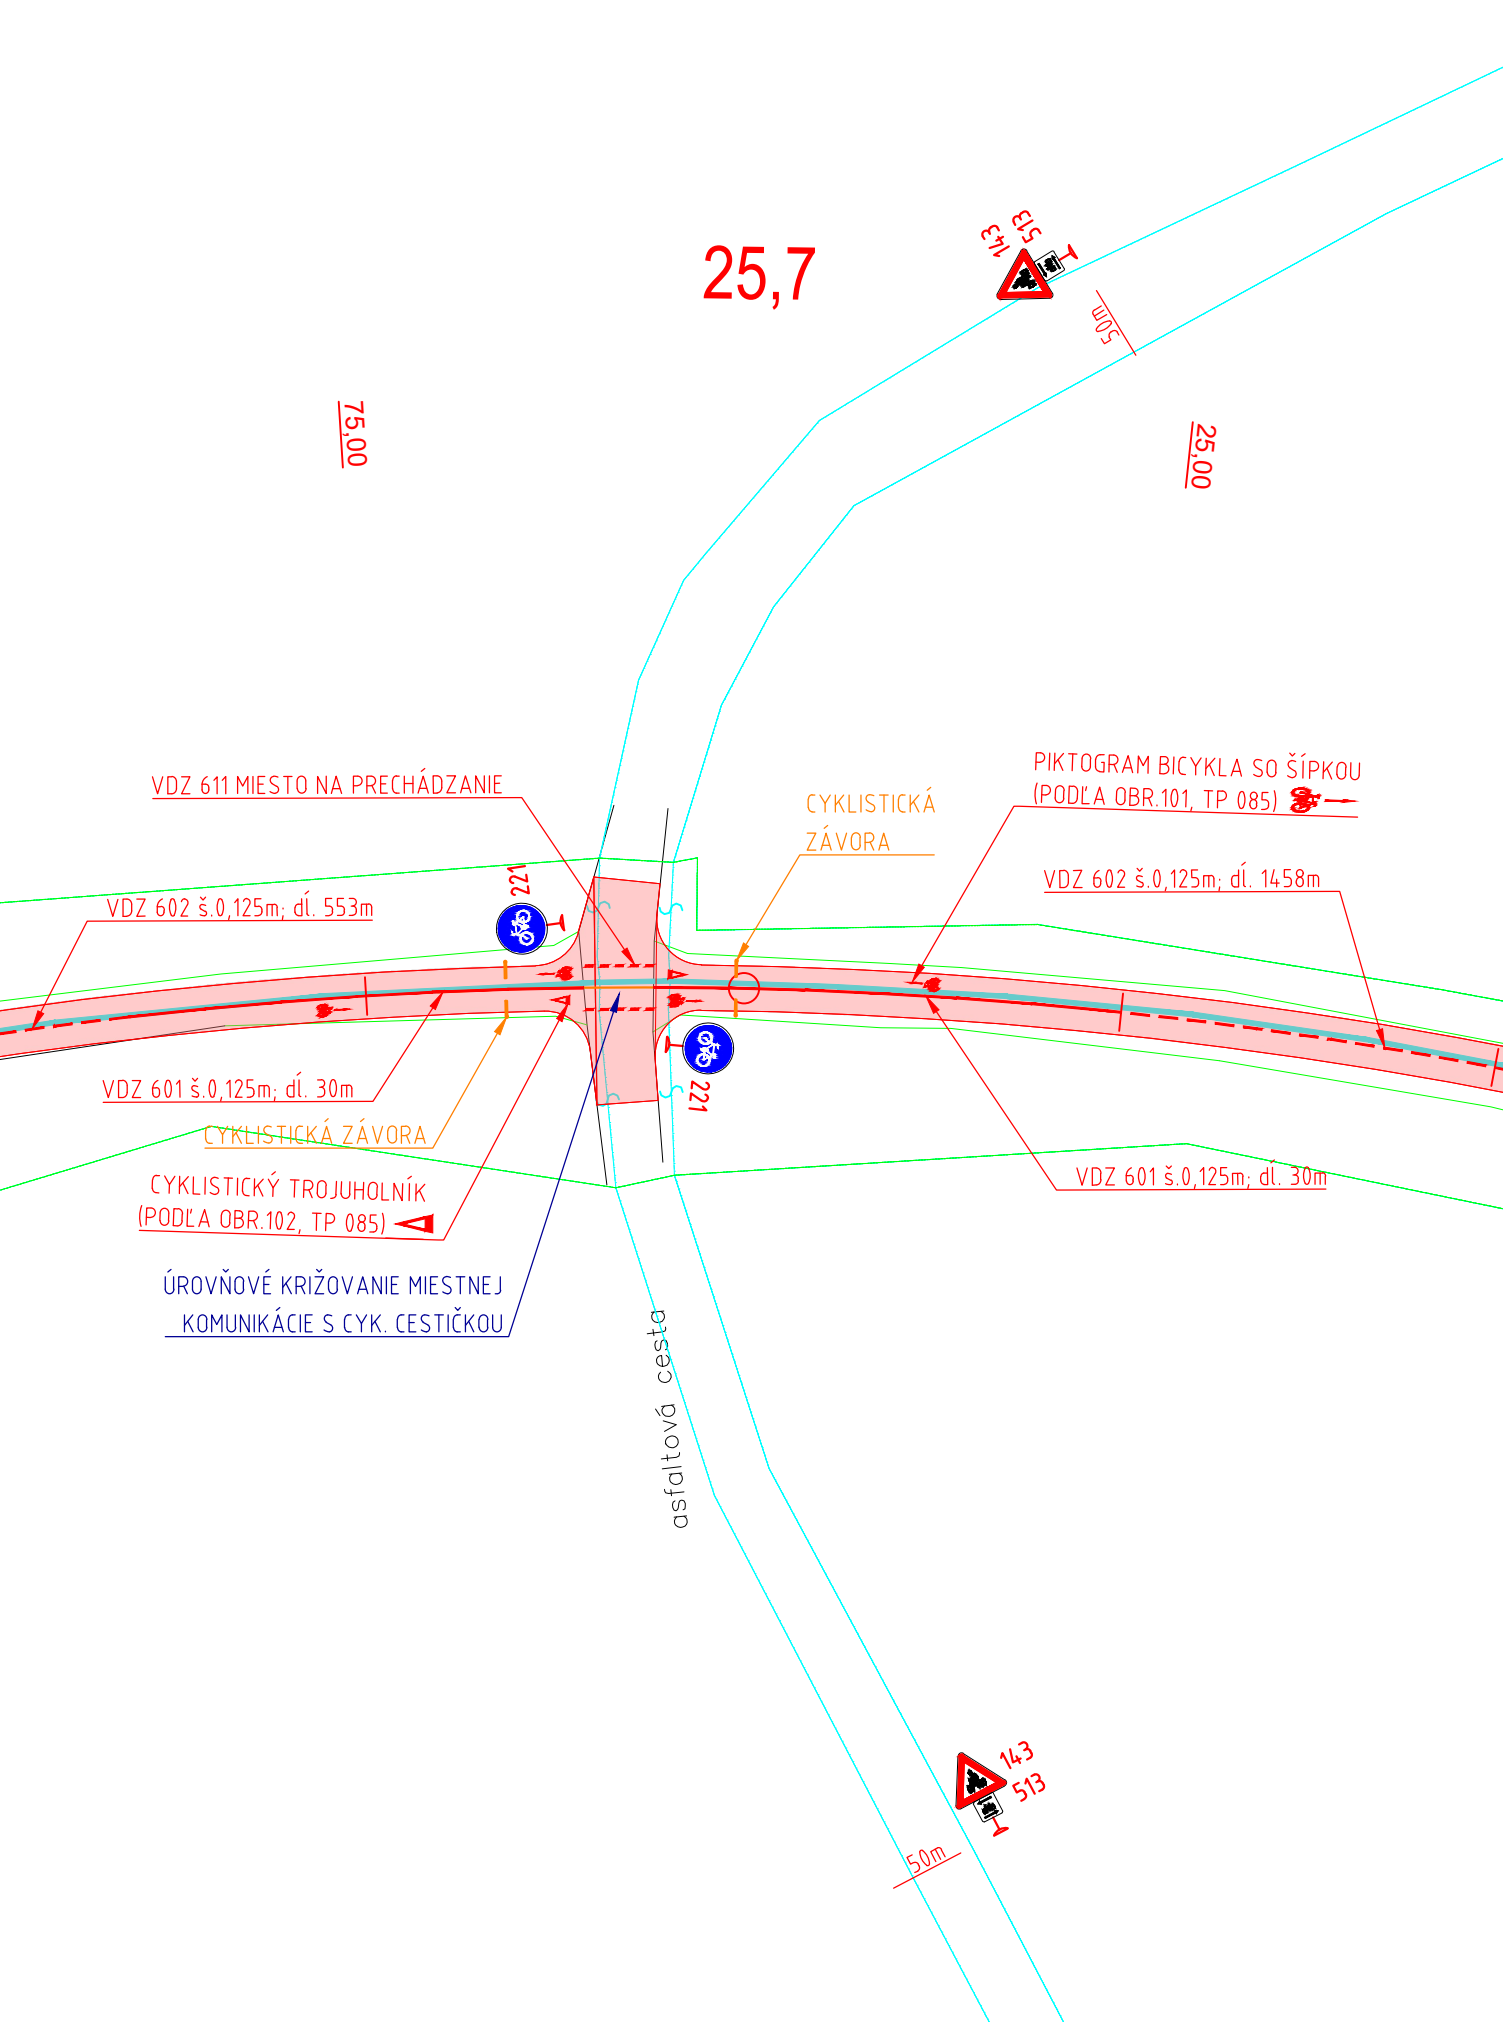 513
143
25,7
50m
75,00
25,00
PIKTOGRAM BICYKLA SO ŠÍPKOU
(PODĽA OBR.101, TP 085)
VDZ 611 MIESTO NA PRECHÁDZANIE
CYKLISTICKÁ
ZÁVORA
VDZ 602 š.0,125m; dĺ. 1458m
221
VDZ 602 š.0,125m; dĺ. 553m
VDZ 601 š.0,125m; dĺ. 30m
221
CYKLISTICKÁ ZÁVORA
VDZ 601 š.0,125m; dĺ. 30m
CYKLISTICKÝ TROJUHOLNÍK
(PODĽA OBR.102, TP 085)
ÚROVŇOVÉ KRIŽOVANIE MIESTNEJ
KOMUNIKÁCIE S CYK. CESTIČKOU
asfaltová cesta
143
513
50m